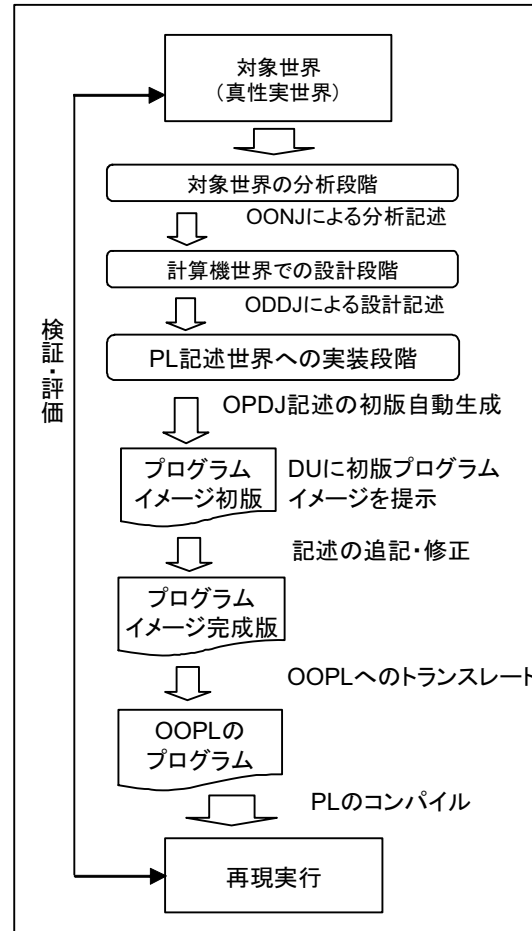 対象世界
（真性実世界）
対象世界の分析段階
OONJによる分析記述
計算機世界での設計段階
ODDJによる設計記述
PL記述世界への実装段階
OPDJ記述の初版自動生成
プログラム
イメージ初版
DUに初版プログラム
イメージを提示
記述の追記・修正
プログラム
イメージ完成版
OOPLへのトランスレート
OOPLの
プログラム
PLのコンパイル
再現実行
検証・評価